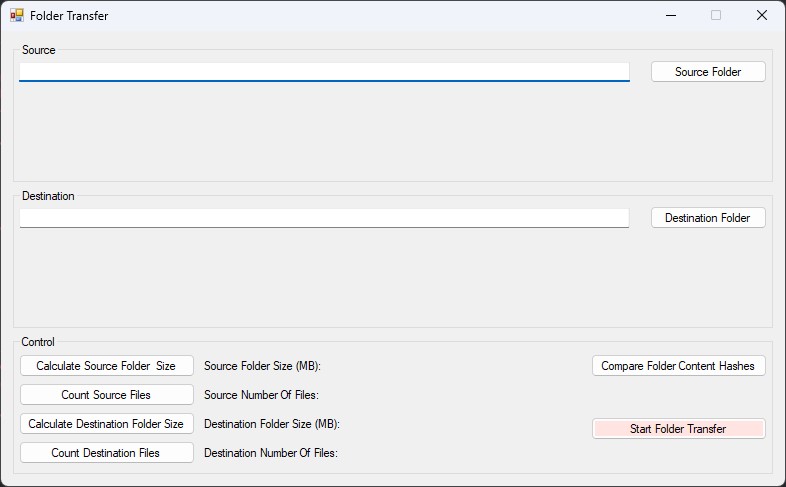 Folder Transfer
Source
Source Folder
Destination
Destination Folder
Control
Calculate Source Folder  Size
Source Folder Size (MB):
Compare Folder Content Hashes
Count Source Files
Source Number Of Files:
Calculate Destination Folder Size
Destination Folder Size (MB):
Start Folder Transfer
Count Destination Files
Destination Number Of Files: